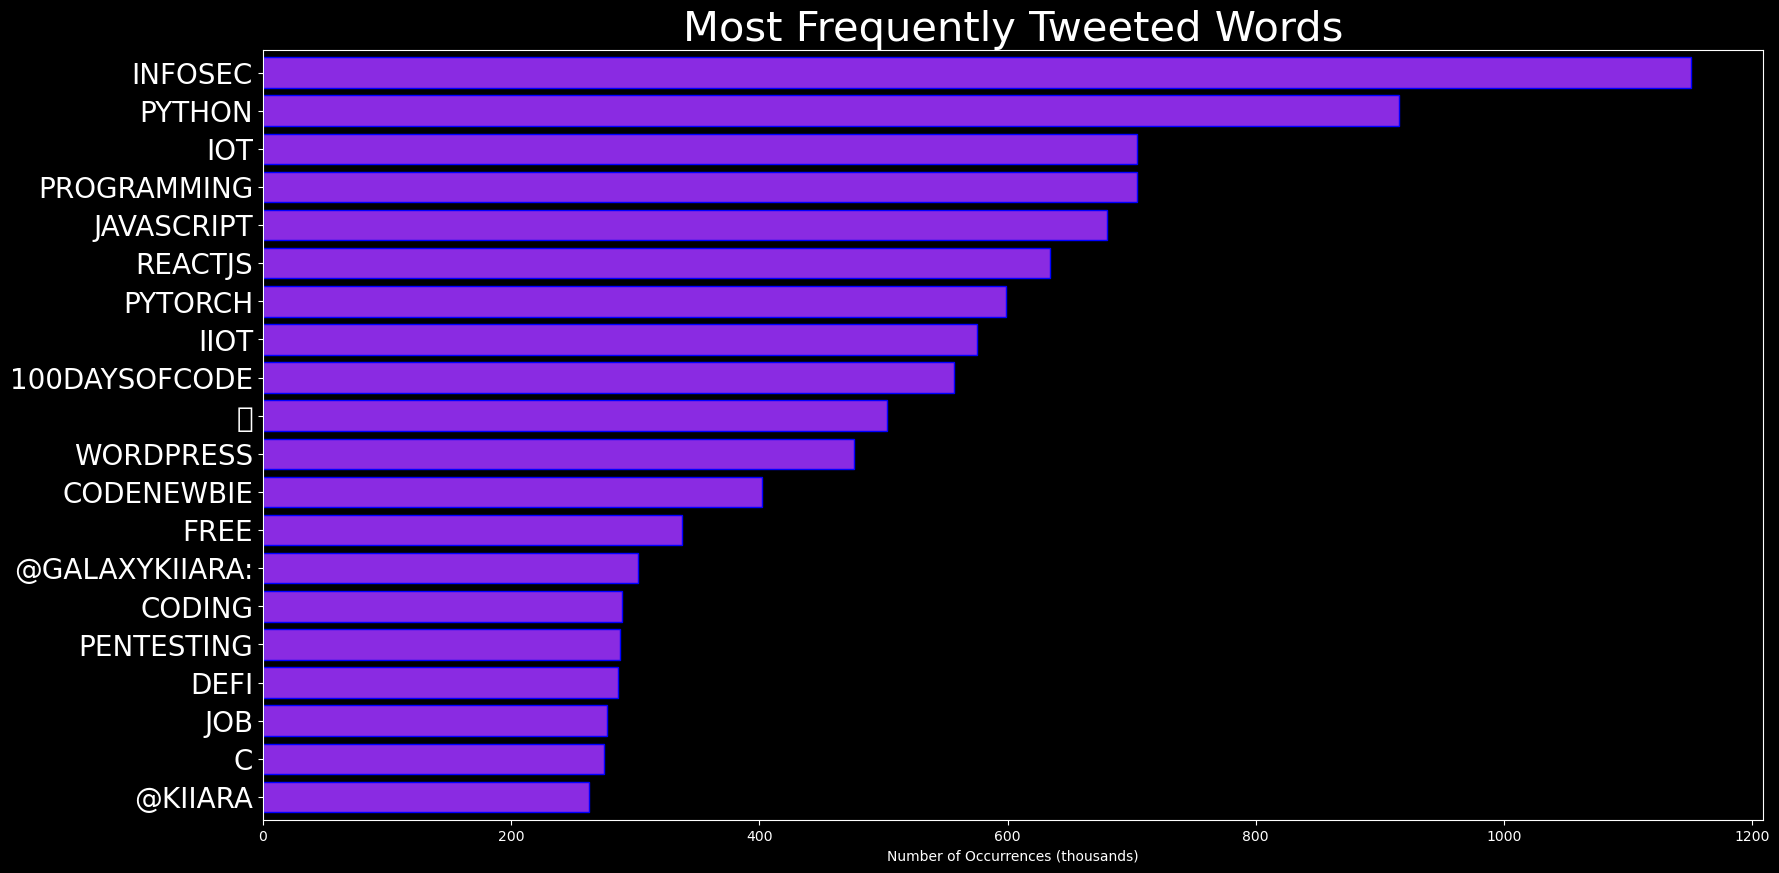 Most Frequently Tweeted Words
INFOSEC
PYTHON
IOT
PROGRAMMING
JAVASCRIPT
REACTJS
PYTORCH
IIOT
100DAYSOFCODE
WORDPRESS
CODENEWBIE
FREE
@GALAXYKIIARA:
CODING
PENTESTING
DEFI
JOB
C
@KIIARA
0 200 400 600 800 1000 1200
Number of Occurrences (thousands)